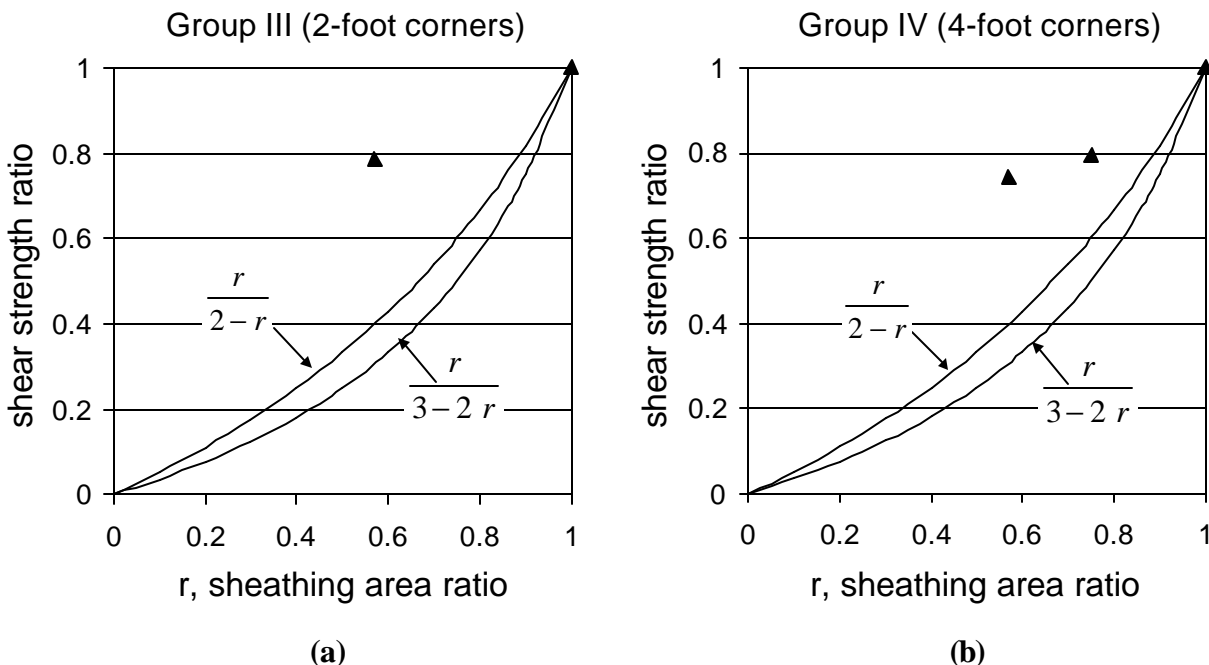 Group III (2-foot corners)
shear strength ratio
1
0.8
0.6
0.4
0.2
0
0
0.2
0.4
0.6
0.8
1
r
2 – r
r
3 – 2 r
r, sheathing area ratio
(a)
Group IV (4-foot corners)
shear strength ratio
1
0.8
0.6
0.4
0.2
0
0
0.2
0.4
0.6
0.8
1
r
2 – r
r
3 – 2 r
r, sheathing area ratio
(b)